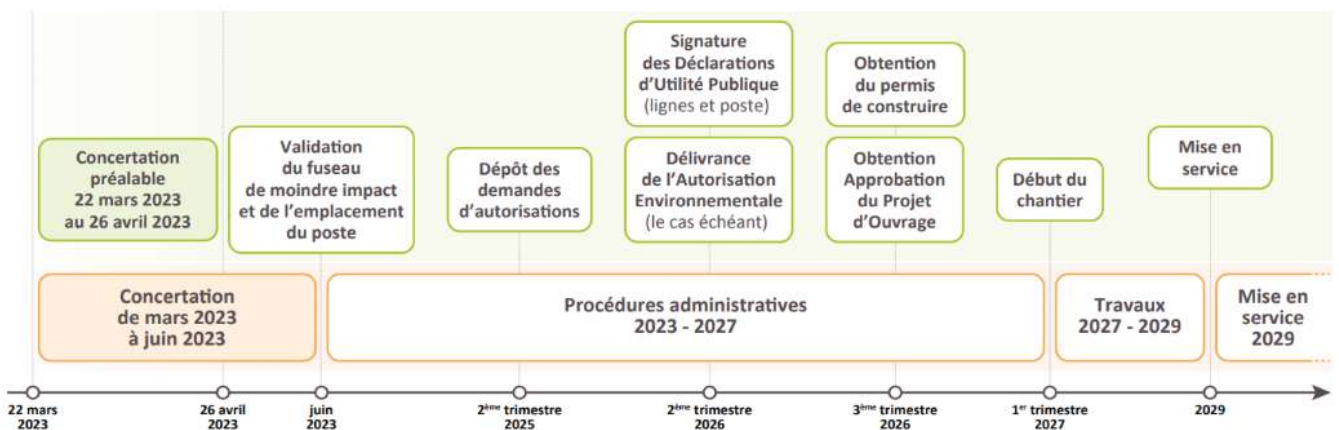 Concertation
préalable
22 mars 2023
au 26 avril 2023
Validation
du fuseau
de moindre impact
et de l’emplacement
du poste
Dépôt des
demandes
d’autorisations
Signature
des Déclarations
d’Utilité Publique
(lignes et poste)
Délivrance
de l’Autorisation
Environnementale
(le cas échéant)
Obtention
du permis
de construire
Obtention
Approbation
du Projet
d’Ouvrage
Début du
chantier
Mise en
service
Concertation
de mars 2023
à juin 2023
Procédures administratives
2023 - 2027
Travaux
2027 - 2029
Mise en
service
2029
22 mars
2023
26 avril
2023
juin
2023
2ème trimestre
2025
2ème trimestre
2026
3ème trimestre
2026
1er trimestre
2027
2029